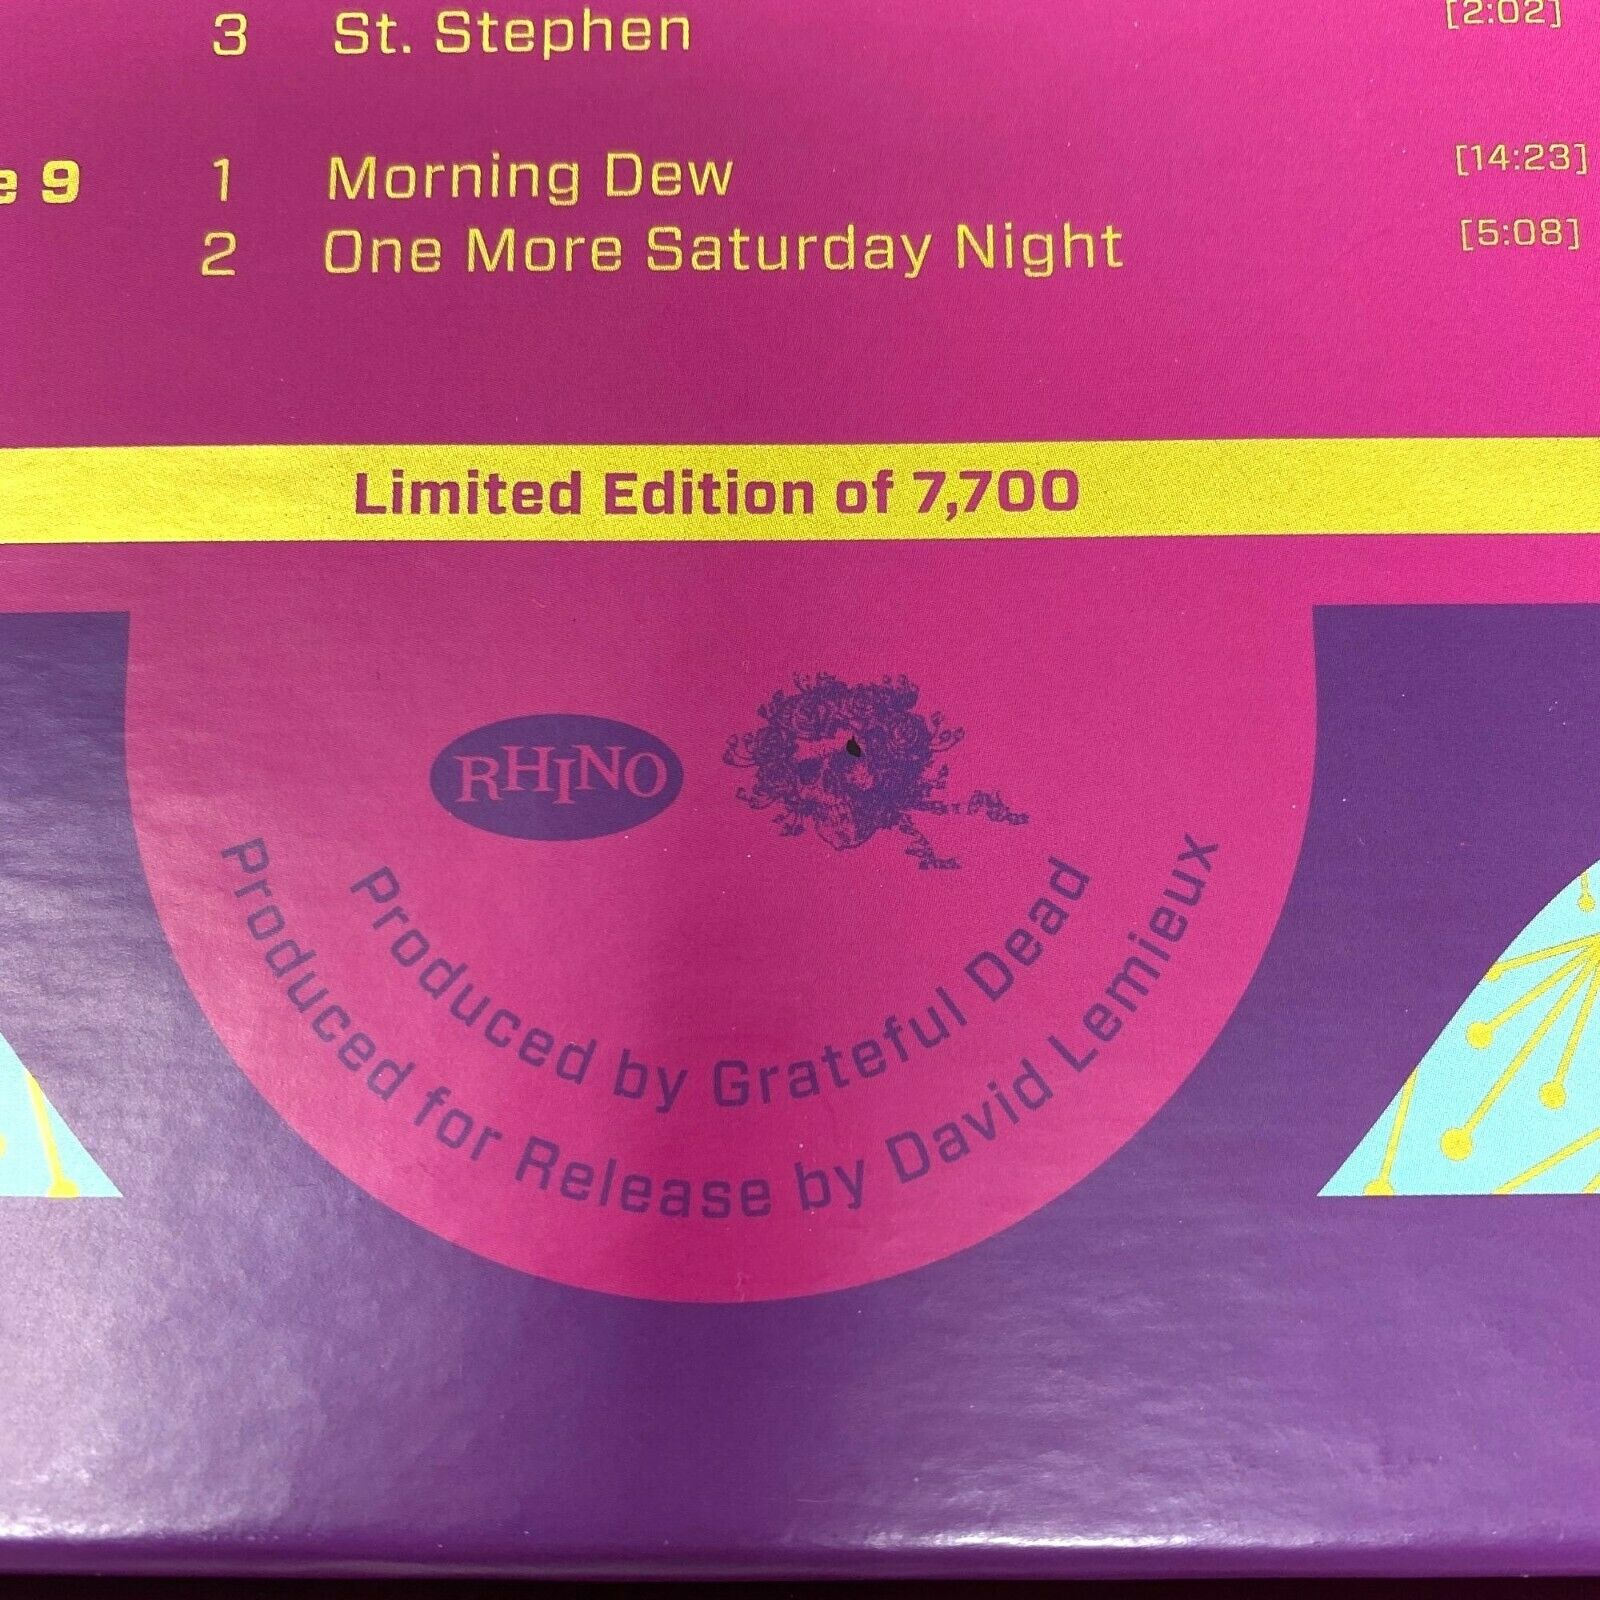 3 St. Stephen [2:02]
e 9 1 Morning Dew [14:23]
2 One More Saturday Night [5:08]
Limited Edition of 7,700
RHINO
Produced by Grateful Dead
Produced for Release by David Lemieux